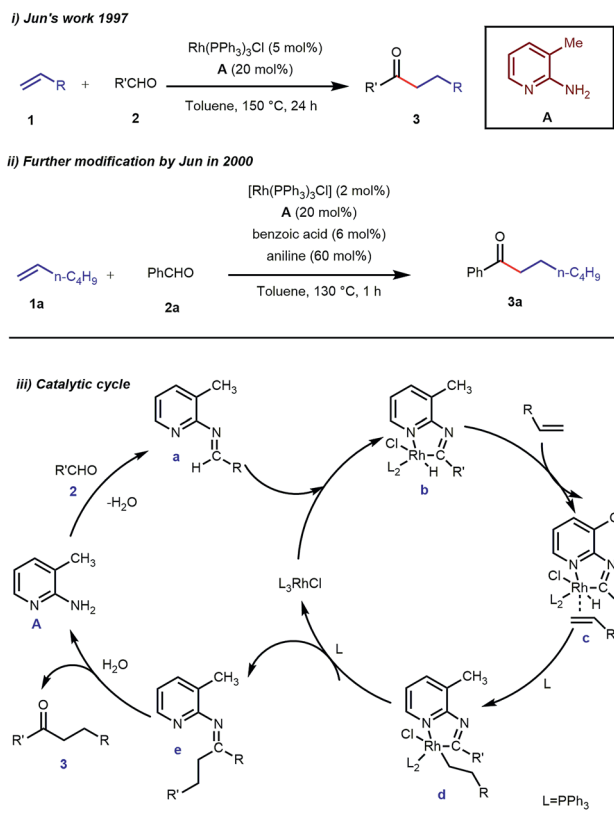 i) Jun's work 1997
R
1
+
R'CHO
2
Rh(PPh3)3Cl (5 mol%)
A (20 mol%)
Toluene, 150 °C, 24 h
O
R'
R
3
Me
N
NH2
A
ii) Further modification by Jun in 2000
n-C4H9
1a
+
PhCHO
2a
[Rh(PPh3)3Cl] (2 mol%)
A (20 mol%)
benzoic acid (6 mol%)
aniline (60 mol%)
Toluene, 130 °C, 1 h
O
Ph
n-C4H9
3a
iii) Catalytic cycle
CH3
N
N
H
R
a
CH3
N
N
Cl
Rh
L2
H
R'
b
R
R'CHO
2
-H2O
CH3
N
NH2
A
L3RhCl
N
N
Cl
Rh
C
L2
H
R
c
L
H2O
O
R'
R
3
CH3
N
N
R
R'
e
L
CH3
N
N
Cl
Rh
C
L2
R'
R
d
L=PPh3